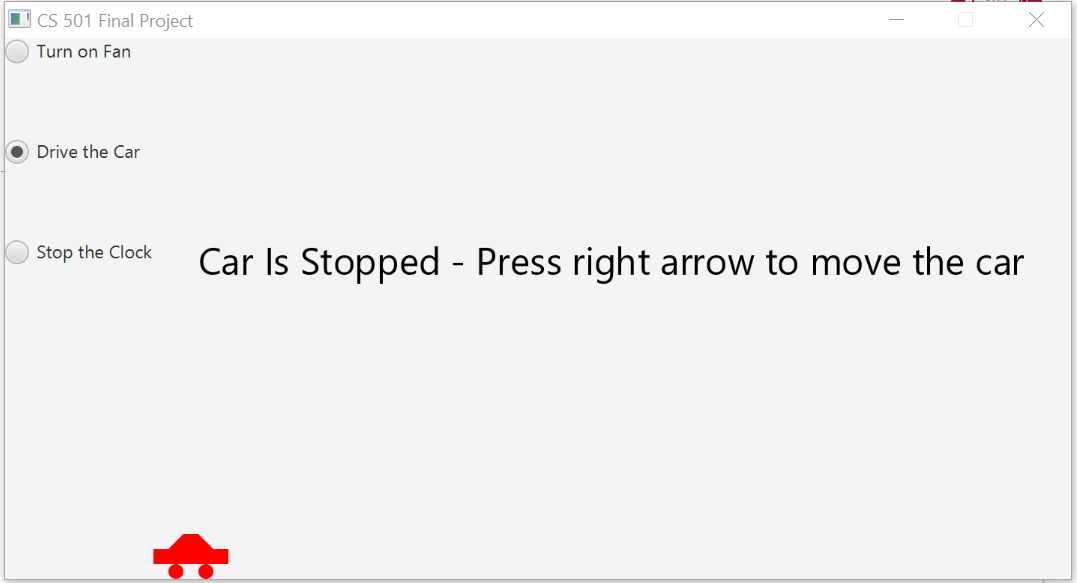 CS 501 Final Project
Turn on Fan
Drive the Car
Stop the Clock
Car Is Stopped - Press right arrow to move the car